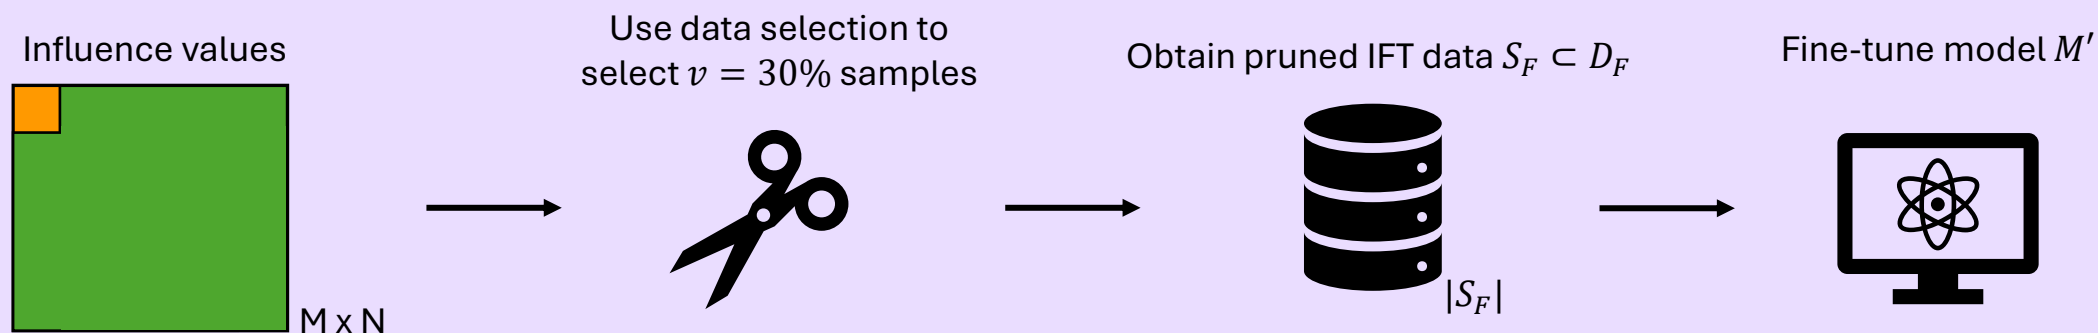 Influence values
M x N
Use data selection to
select 𝑣 = 30% samples
Obtain pruned IFT data 𝑆𝐹 ⊂ 𝐷𝐹
|𝑆𝐹|
Fine-tune model 𝑀′